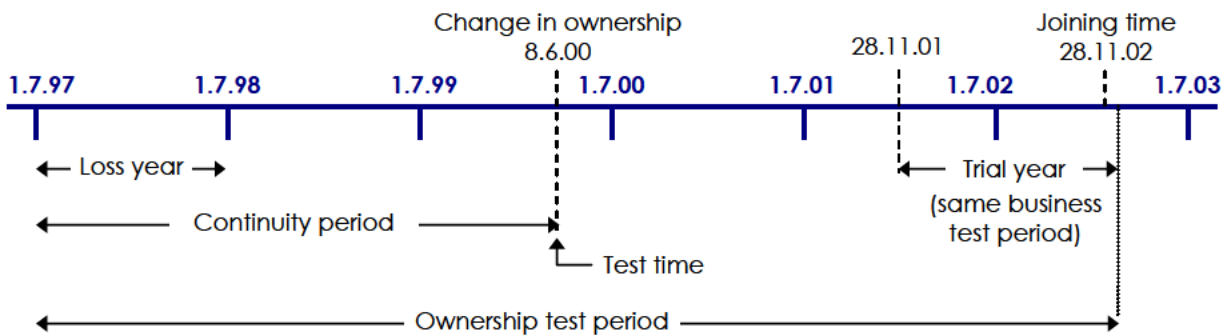 Change in ownership
8.6.00
28.11.01
Joining time
28.11.02
1.7.97
1.7.98
1.7.99
1.7.00
1.7.01
1.7.02
1.7.03
Loss year
Trial year
(same business
test period)
Continuity period
Test time
Ownership test period